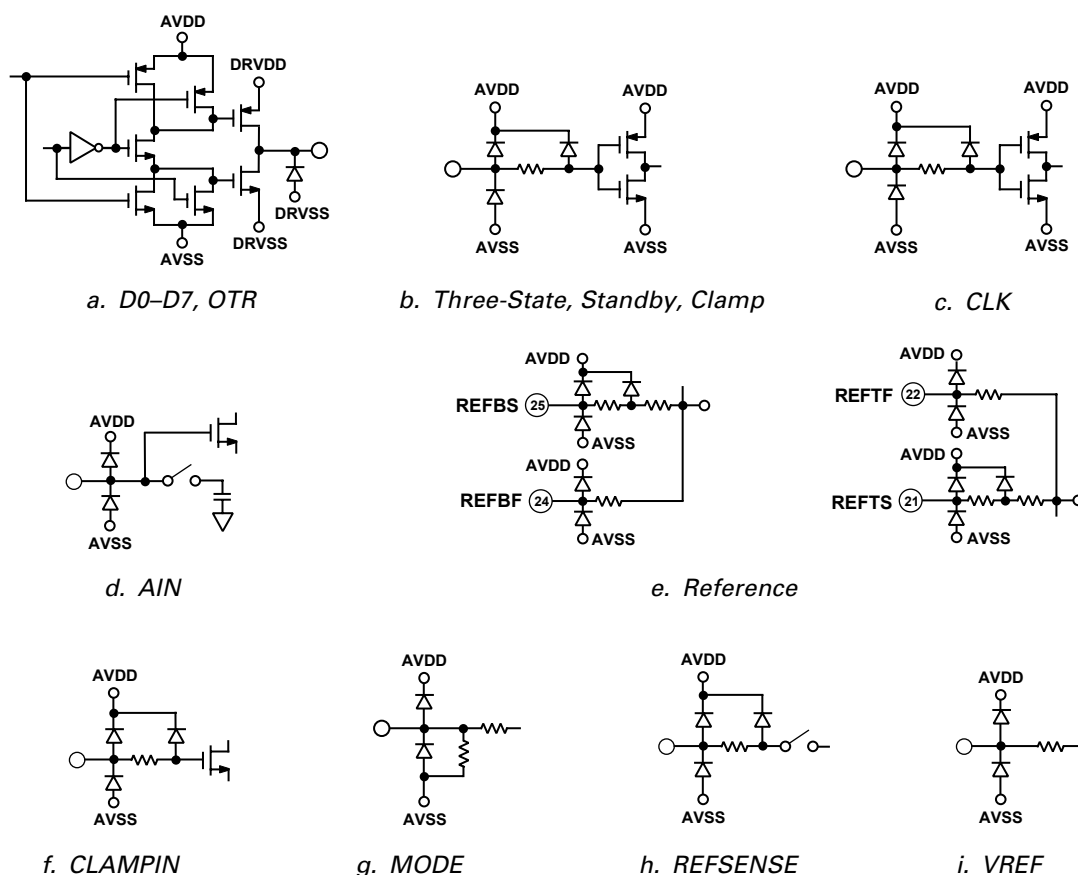 AVDD
DRVDD
DRVSS
DRVSS
AVSS
a. D0–D7, OTR
AVDD
AVDD
AVSS
AVSS
b. Three-State, Standby, Clamp
AVDD
AVDD
AVSS
AVSS
c. CLK
AVDD
AVSS
d. AIN
AVDD
REFBS 25
AVSS
AVDD
REFBF 24
AVSS
AVDD
REFTF 22
AVSS
AVDD
REFTS 21
AVSS
e. Reference
AVDD
AVSS
f. CLAMPIN
AVDD
AVSS
g. MODE
AVDD
AVSS
h. REFSENSE
AVDD
AVSS
i. VREF